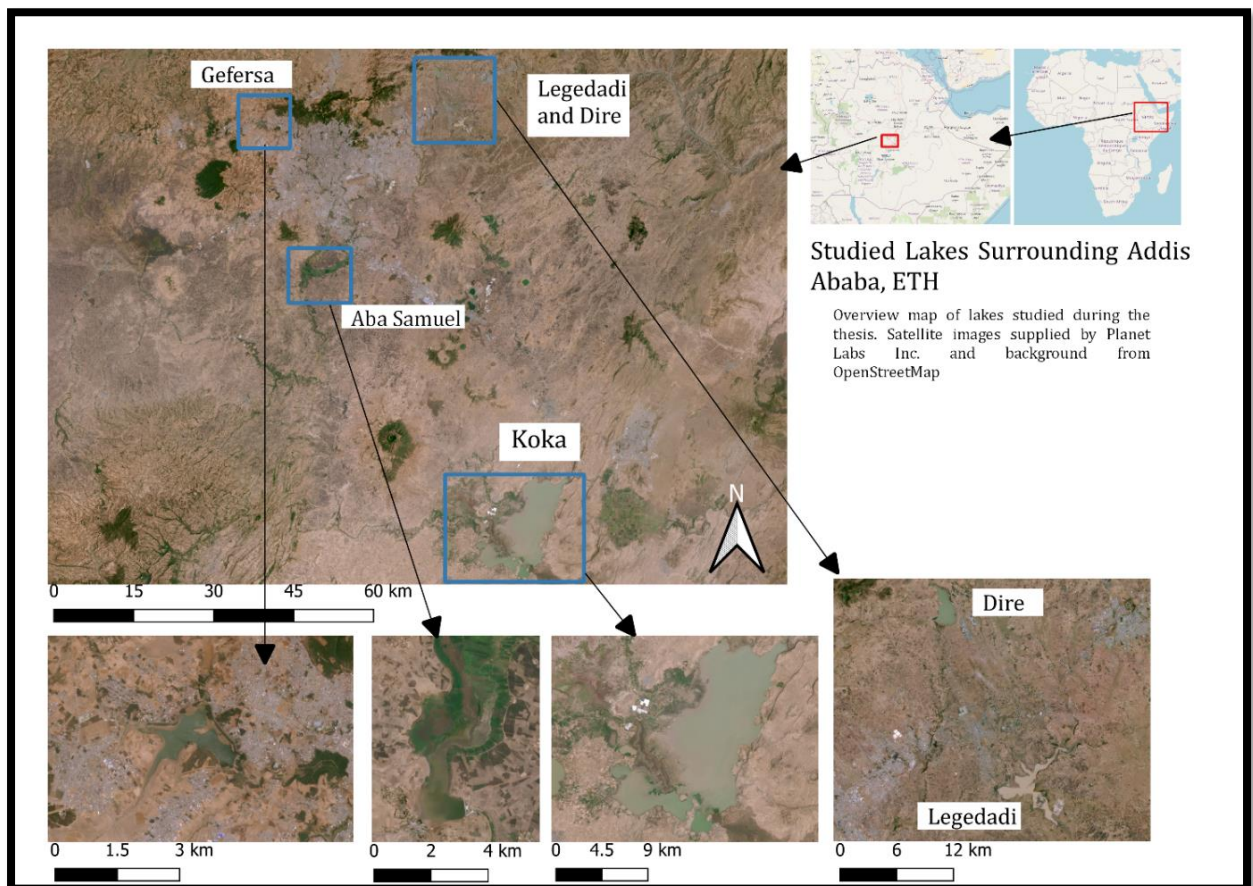 Gefersa
Legedadi
and Dire
Aba Samuel
Koka
N
0 15 30 45 60 km
Studied Lakes Surrounding Addis
Ababa, ETH
Overview map of lakes studied during the
thesis. Satellite images supplied by Planet
Labs Inc. and background from
OpenStreetMap
Dire
Legedadi
0 1.5 3 km
0 2 4 km
0 4.5 9 km
0 6 12 km